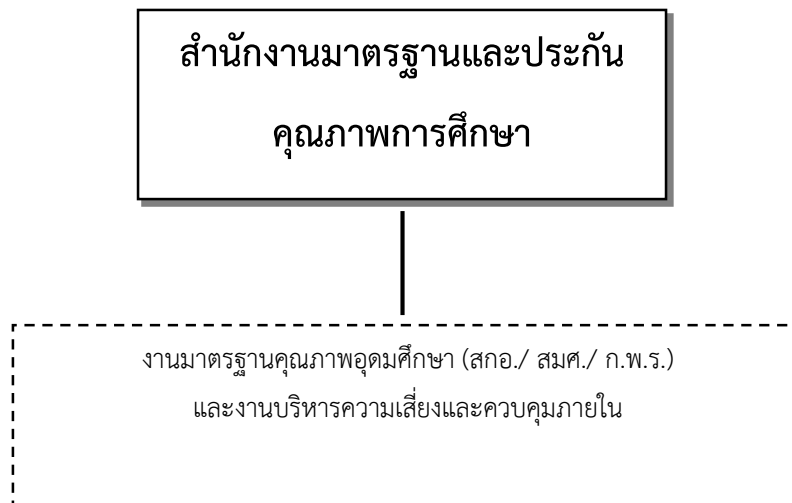 สำนักงานมาตรฐานและประกัน
คุณภาพการศึกษา
งานมาตรฐานคุณภาพอุดมศึกษา (สกอ./ สมศ./ ก.พ.ร.)
และงานบริหารความเสี่ยงและควบคุมภายใน